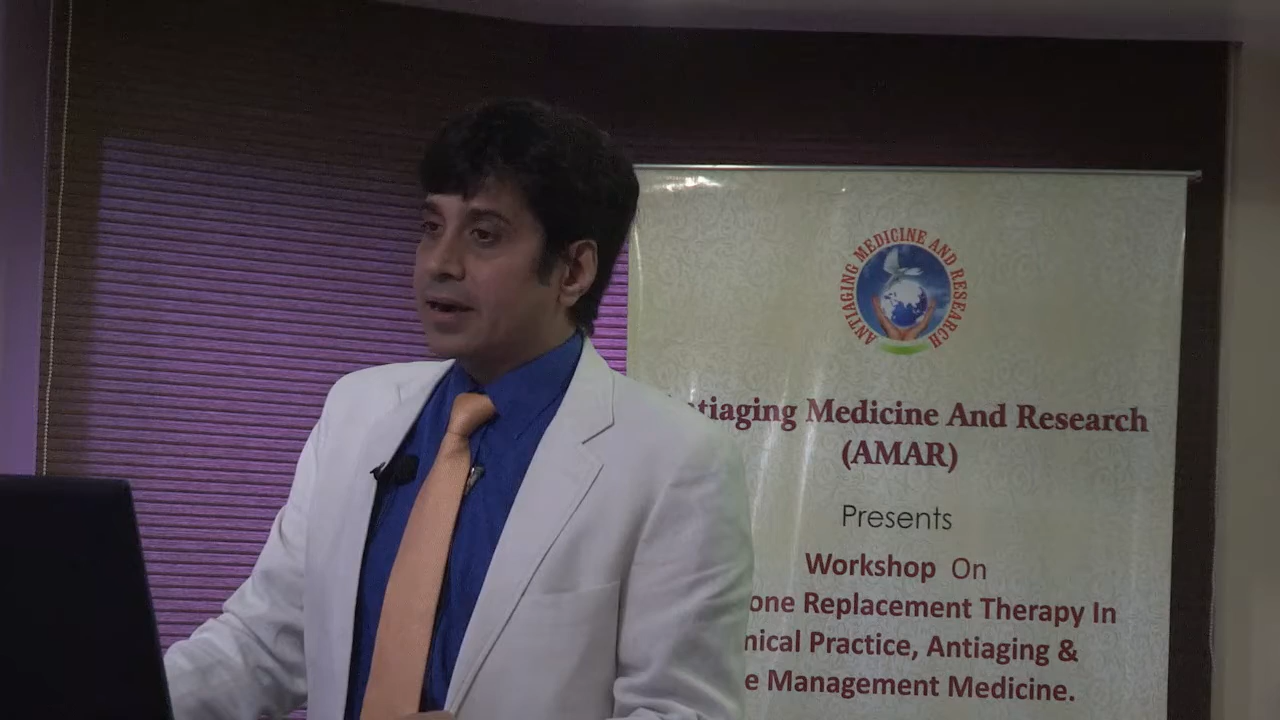 ANTIAGING MEDICINE AND RESEARCH
tiaging Medicine And Research
(AMAR)
Presents
Workshop On
one Replacement Therapy In
nical Practice, Antiaging &
e Management Medicine.